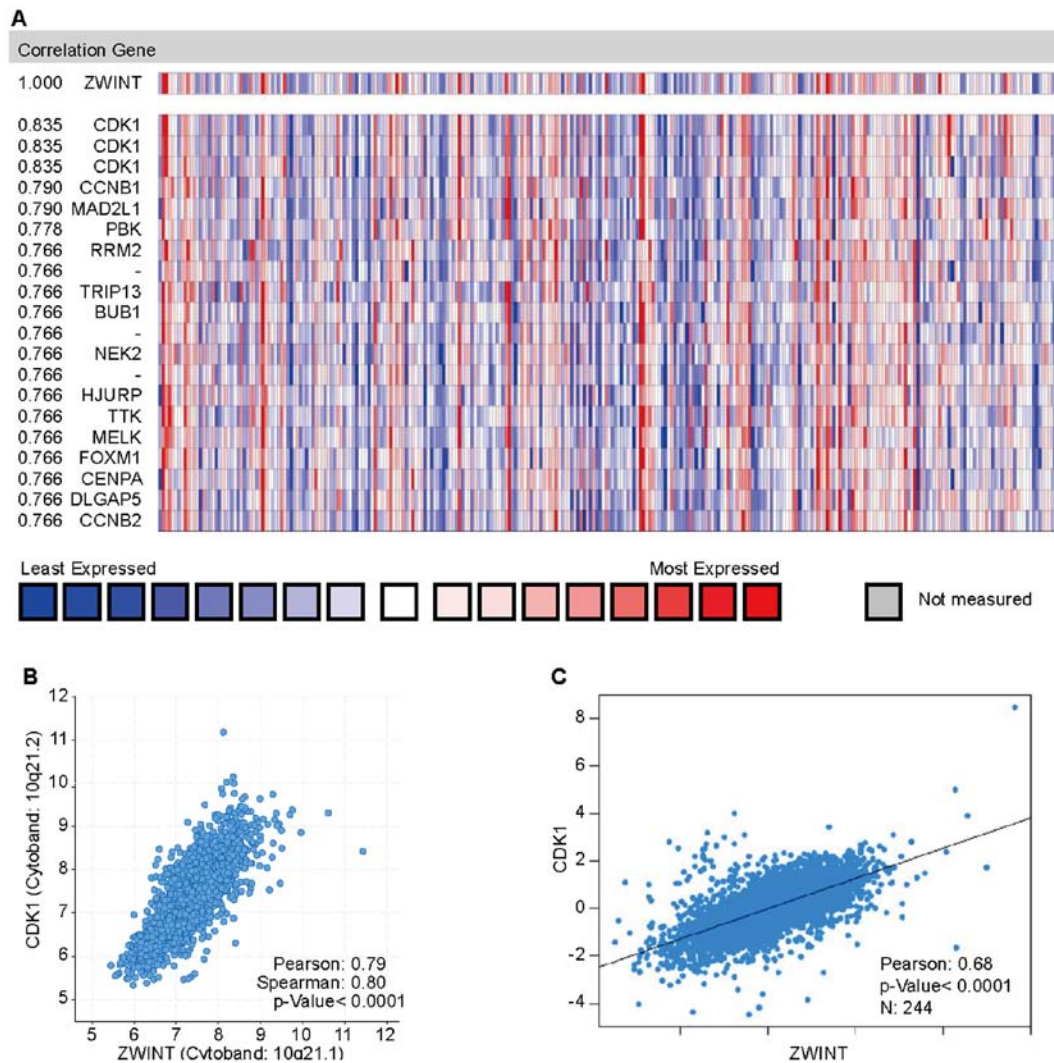 A
Correlation Gene
1.000 ZWINT
0.835 CDK1
0.835 CDK1
0.835 CDK1
0.790 CCNB1
0.790 MAD2L1
0.778 PBK
0.766 RRM2
0.766 -
0.766 TRIP13
0.766 BUB1
0.766 -
0.766 NEK2
0.766 -
0.766 HJURP
0.766 TTK
0.766 MELK
0.766 FOXM1
0.766 CENPA
0.766 DLGAP5
0.766 CCNB2
Least Expressed Most Expressed
Not measured
B
CDK1 (Cytoband: 10q21.2)
12
11
10
9
8
7
6
5
Pearson: 0.79
Spearman: 0.80
p-Value< 0.0001
5 6 7 8 9 10 11 12
ZWINT (Cytoband: 10q21.1)
C
CDK1
8
6
4
2
0
-2
-4
Pearson: 0.68
p-Value< 0.0001
N: 244
ZWINT